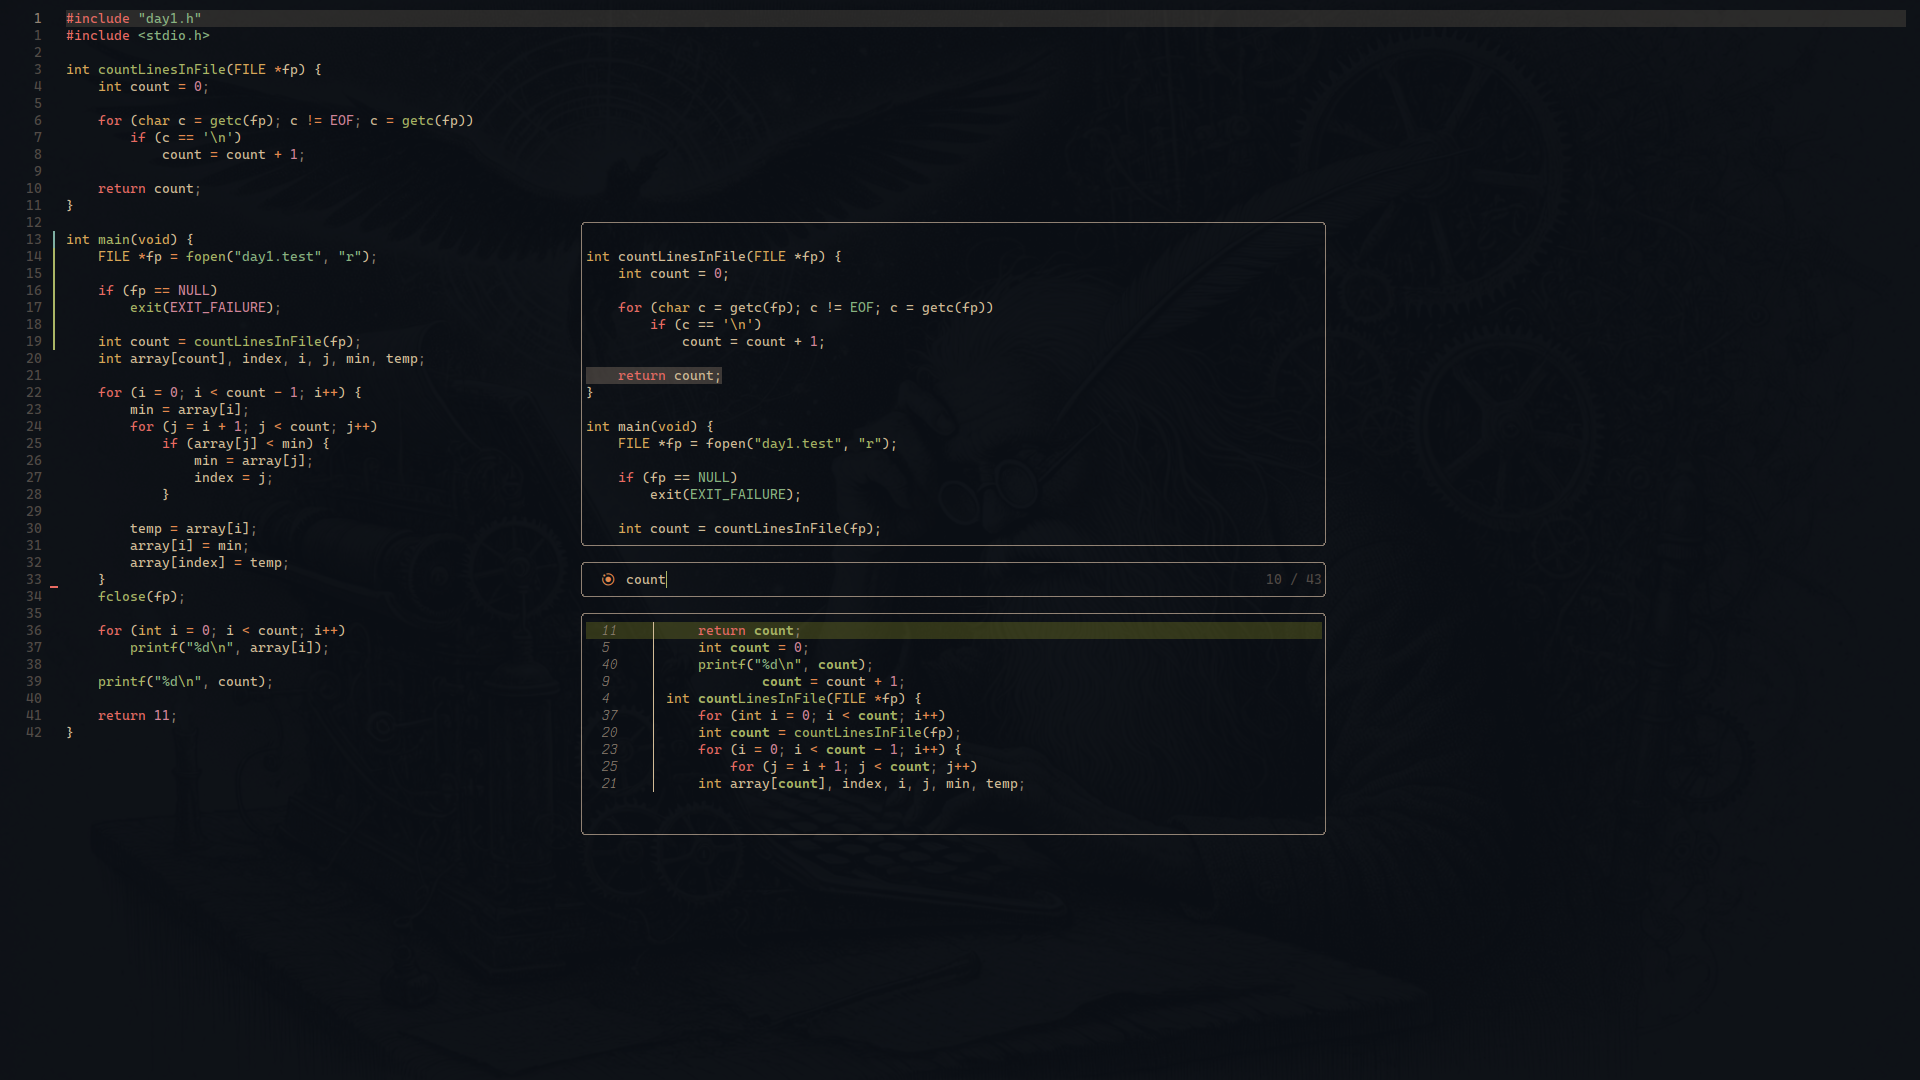 1 #include "day1.h"
1 #include <stdio.h>
2
3 int countLinesInFile(FILE *fp) {
4     int count = 0;
5
6     for (char c = getc(fp); c != EOF; c = getc(fp))
7         if (c == '\n')
8             count = count + 1;
9
10     return count;
11 }
12
13 int main(void) {
14     FILE *fp = fopen("day1.test", "r");
15
16     if (fp == NULL)
17         exit(EXIT_FAILURE);
18
19     int count = countLinesInFile(fp);
20     int array[count], index, i, j, min, temp;
21
22     for (i = 0; i < count - 1; i++) {
23         min = array[i];
24         for (j = i + 1; j < count; j++)
25             if (array[j] < min) {
26                 min = array[j];
27                 index = j;
28             }
29
30         temp = array[i];
31         array[i] = min;
32         array[index] = temp;
33     }
34     fclose(fp);
35
36     for (int i = 0; i < count; i++)
37         printf("%d\n", array[i]);
38
39     printf("%d\n", count);
40
41     return 11;
42 }
int countLinesInFile(FILE *fp) {
    int count = 0;
    for (char c = getc(fp); c != EOF; c = getc(fp))
        if (c == '\n')
            count = count + 1;
    return count;
}
int main(void) {
    FILE *fp = fopen("day1.test", "r");
    if (fp == NULL)
        exit(EXIT_FAILURE);
    int count = countLinesInFile(fp);
count 10 / 43
11     return count;
5     int count = 0;
40     printf("%d\n", count);
9             count = count + 1;
4 int countLinesInFile(FILE *fp) {
37     for (int i = 0; i < count; i++)
20     int count = countLinesInFile(fp);
23     for (i = 0; i < count - 1; i++) {
25         for (j = i + 1; j < count; j++)
21     int array[count], index, i, j, min, temp;